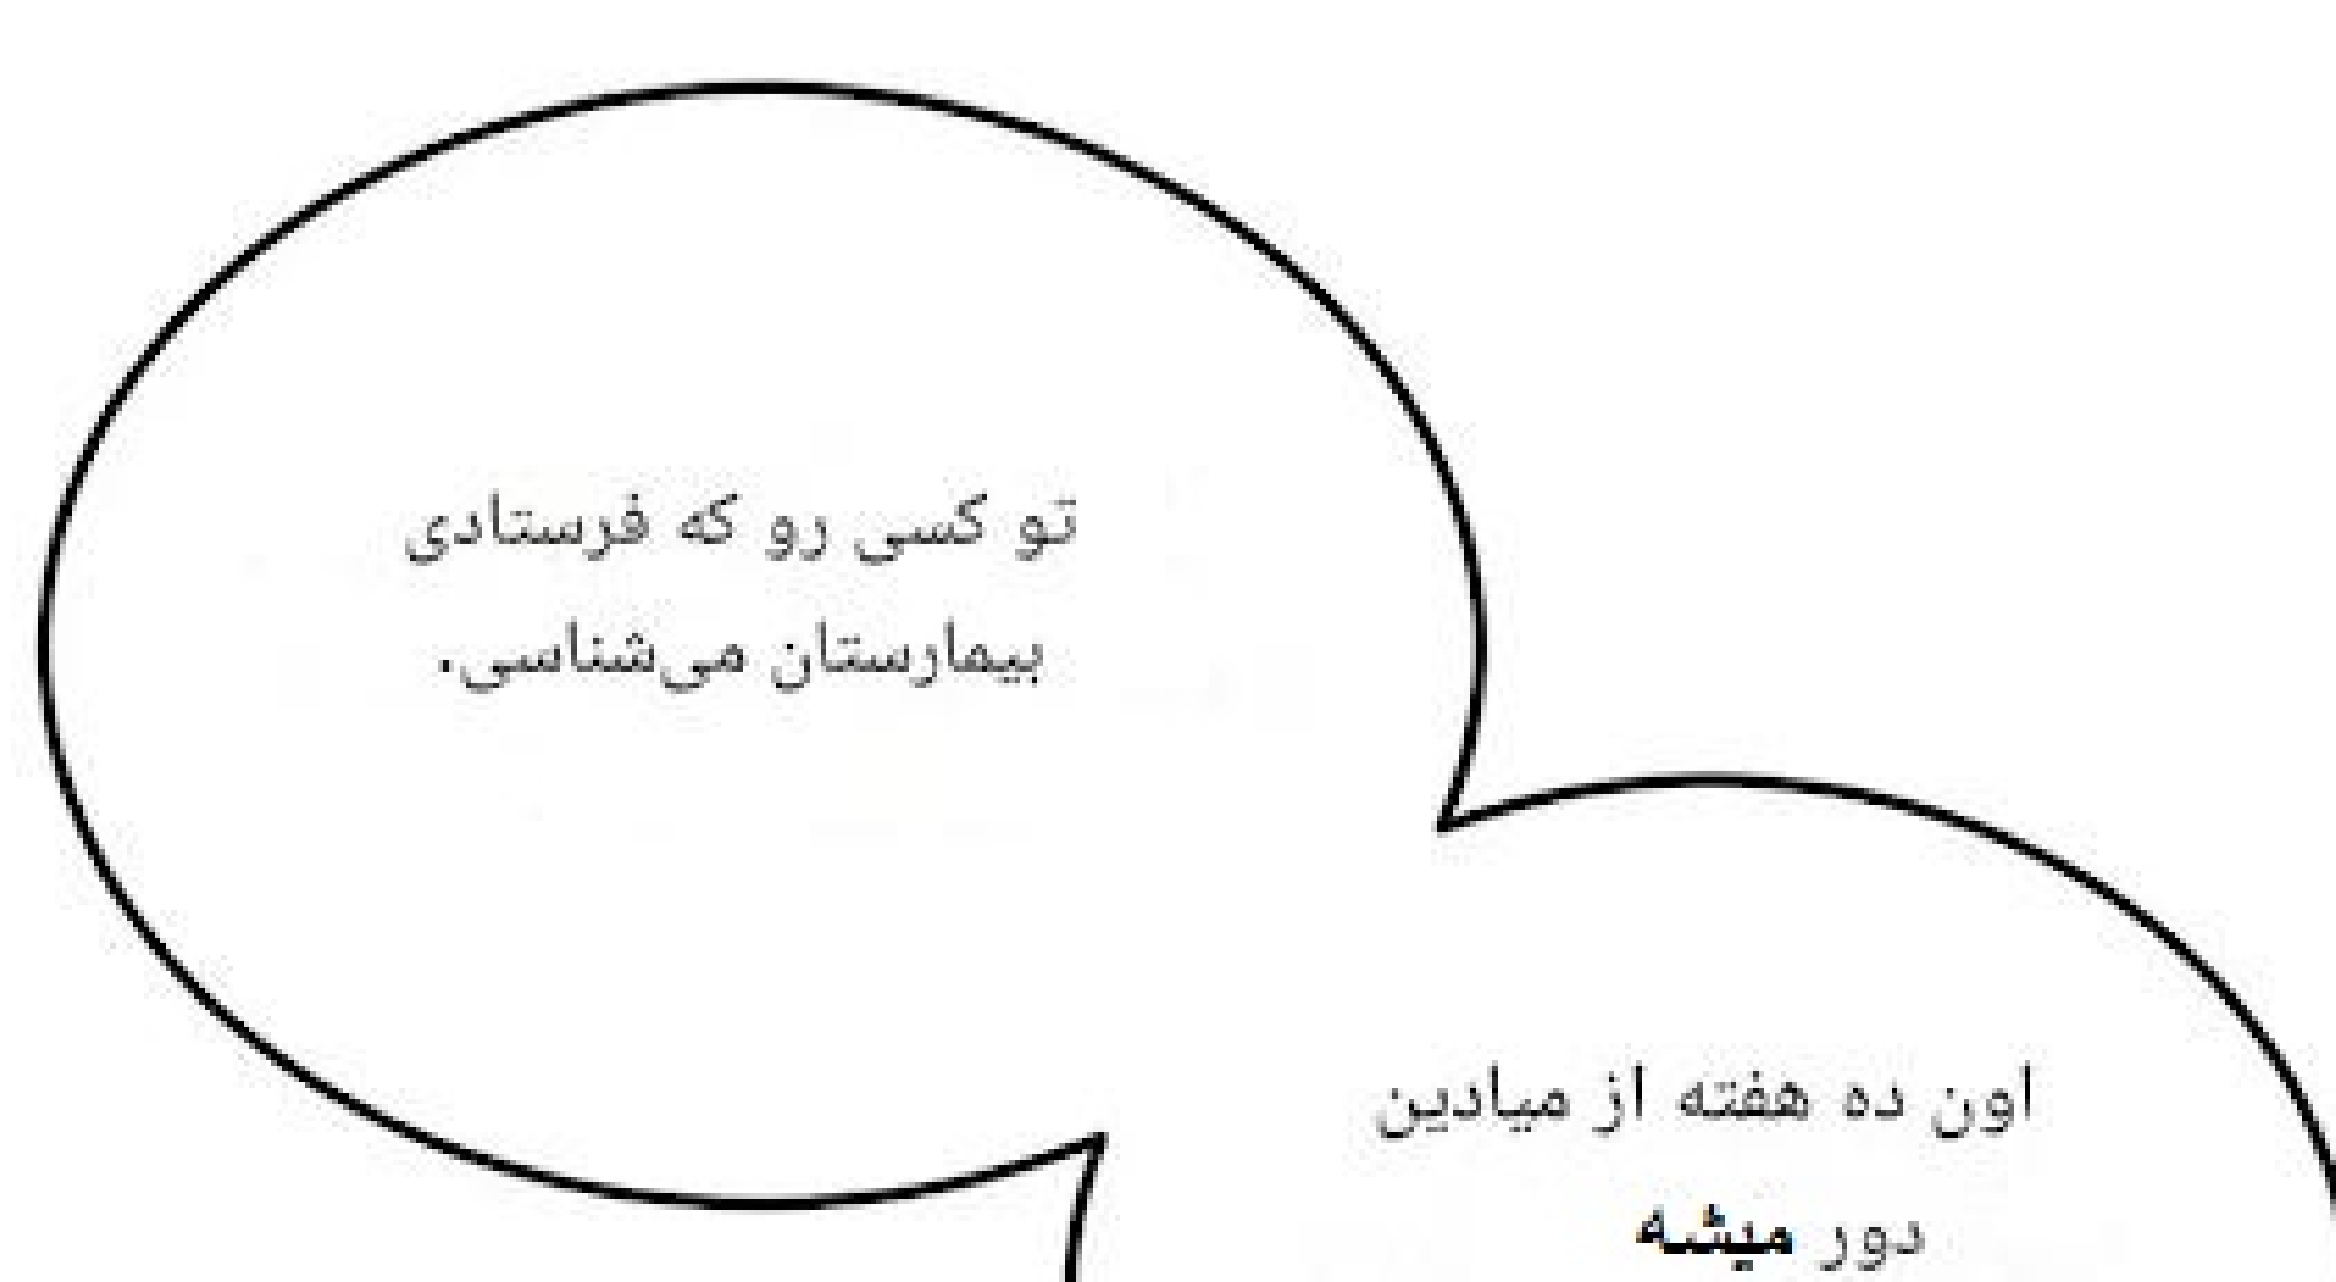 تو کسی رو که فرستادی
بیمارستان می‌شناسی.
اون ده هفته از میادین
دور میشه